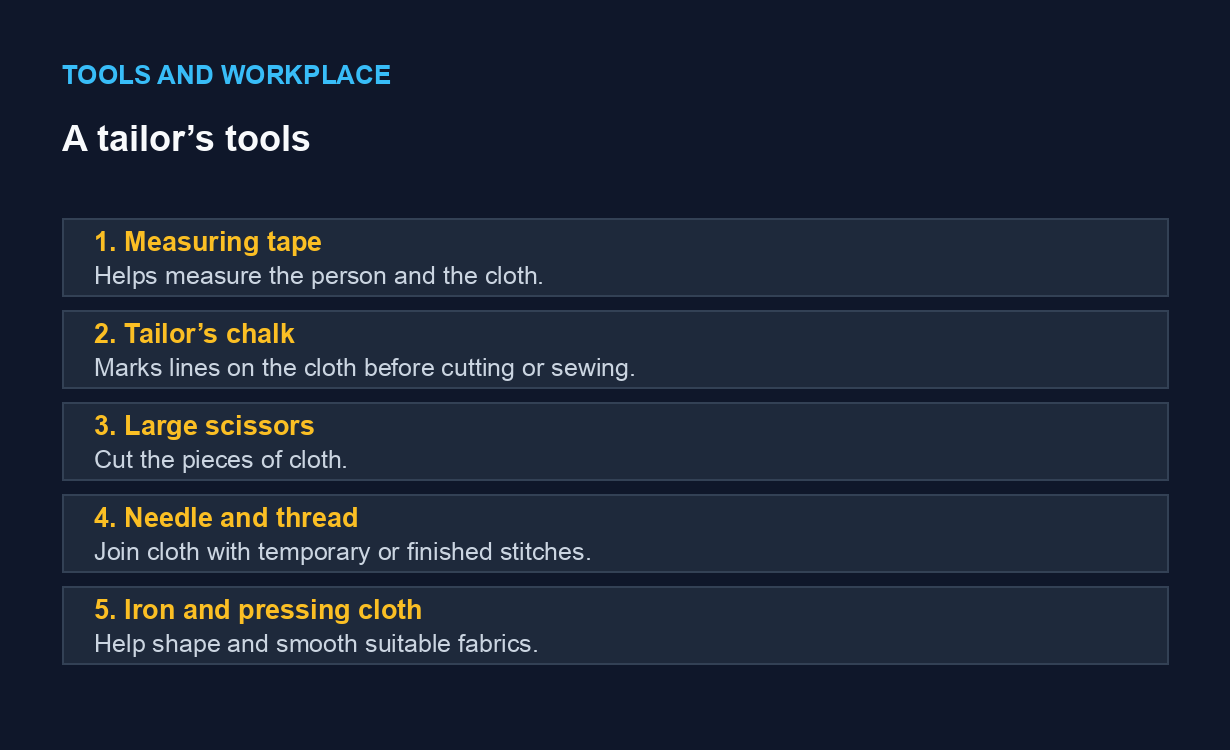 TOOLS AND WORKPLACE
A tailor’s tools
1. Measuring tape
Helps measure the person and the cloth.
2. Tailor’s chalk
Marks lines on the cloth before cutting or sewing.
3. Large scissors
Cut the pieces of cloth.
4. Needle and thread
Join cloth with temporary or finished stitches.
5. Iron and pressing cloth
Help shape and smooth suitable fabrics.